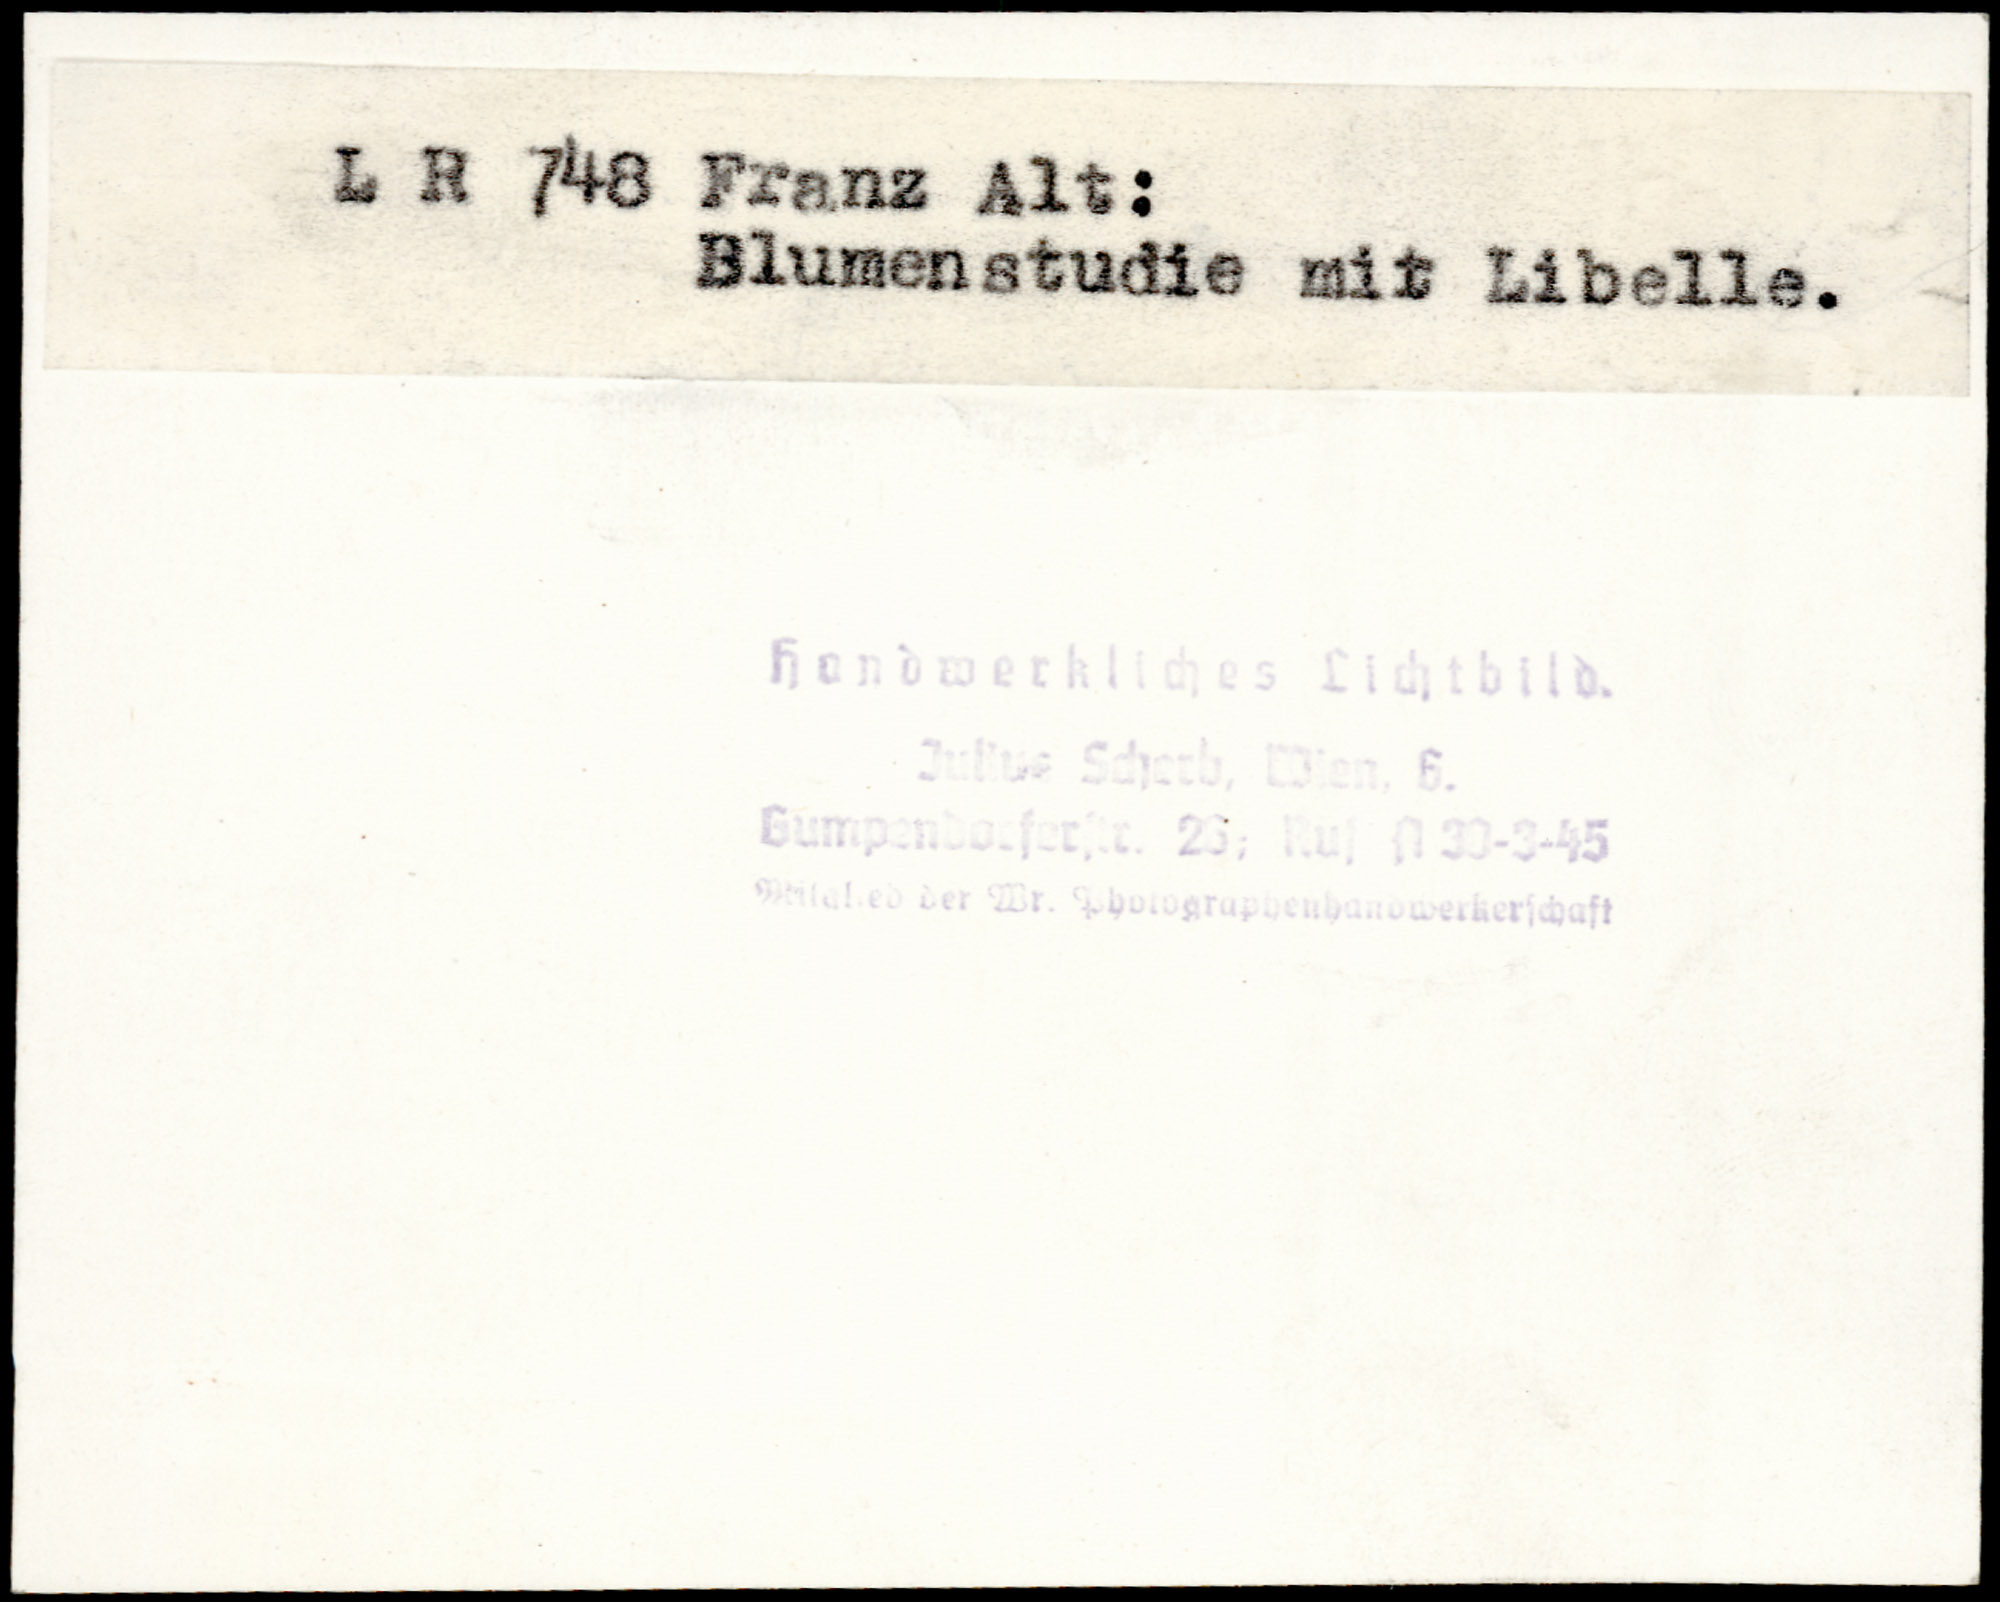 L R 748 Franz Alt:
Blumenstudie mit Libelle.
Handwerkliches Lichtbild.
Julius Scherb, Wien, 6.
Gumpendorferstr. 26; Ruf A 30-3-45
Mitglied der Wr. Photographenhandwerkerschaft